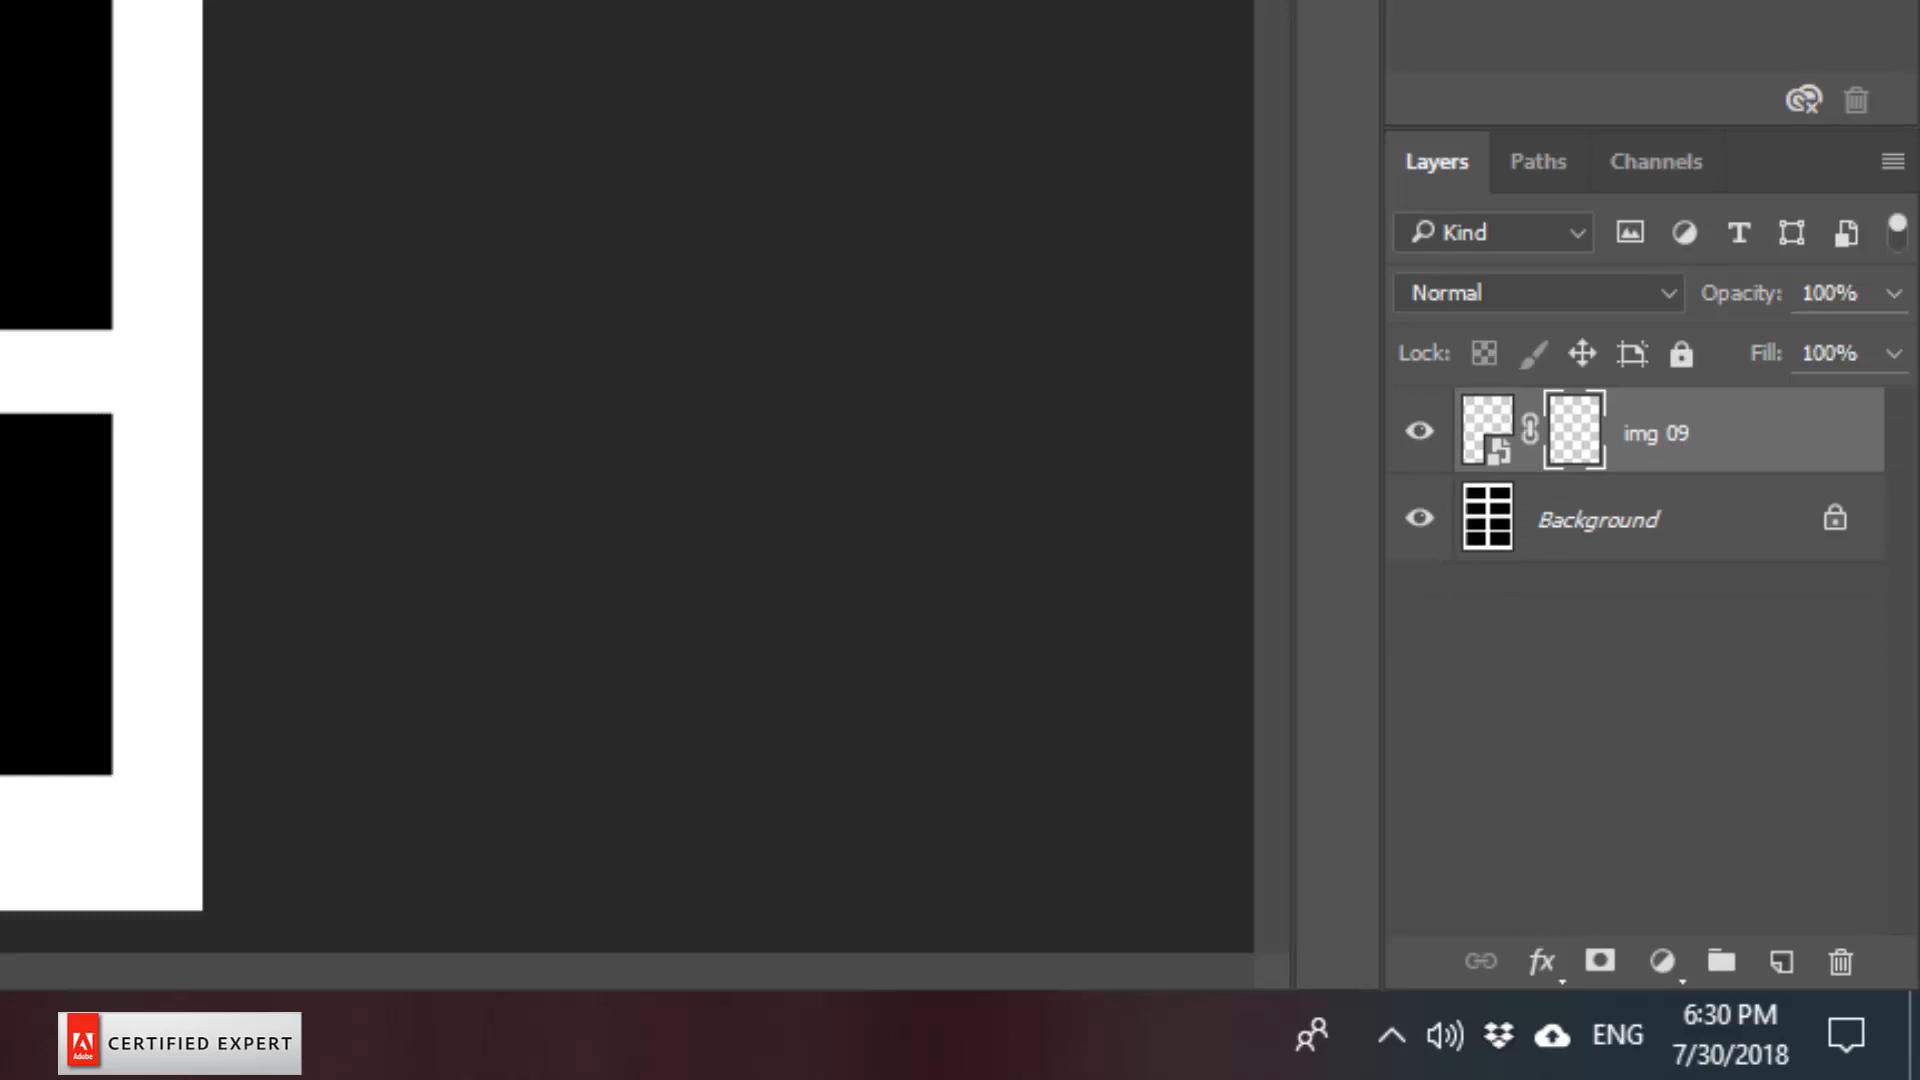 Layers Paths Channels
Kind
Normal Opacity: 100%
Lock: Fill: 100%
img 09
Background
Adobe CERTIFIED EXPERT
ENG
6:30 PM
7/30/2018